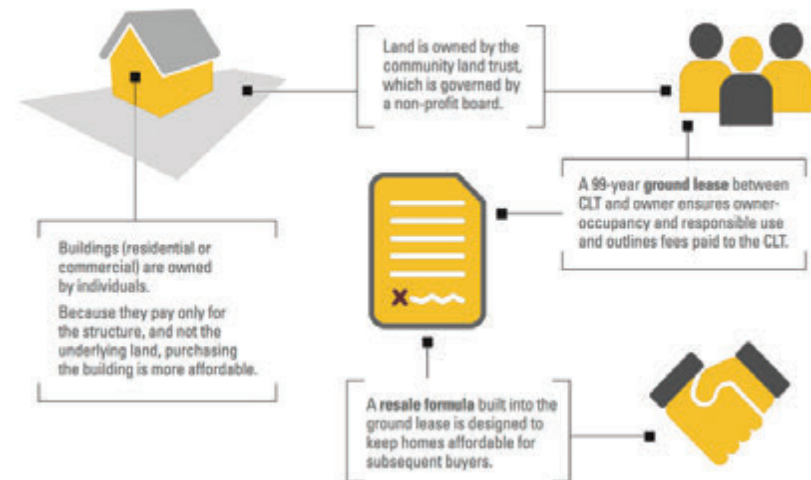 Land is owned by the
community land trust,
which is governed by
a non-profit board.
A 99-year ground lease between
CLT and owner ensures owner-
occupancy and responsible use
and outlines fees paid to the CLT.
Buildings (residential or
commercial) are owned
by individuals.
Because they pay only for
the structure, and not the
underlying land, purchasing
the building is more affordable.
A resale formula built into the
ground lease is designed to
keep homes affordable for
subsequent buyers.